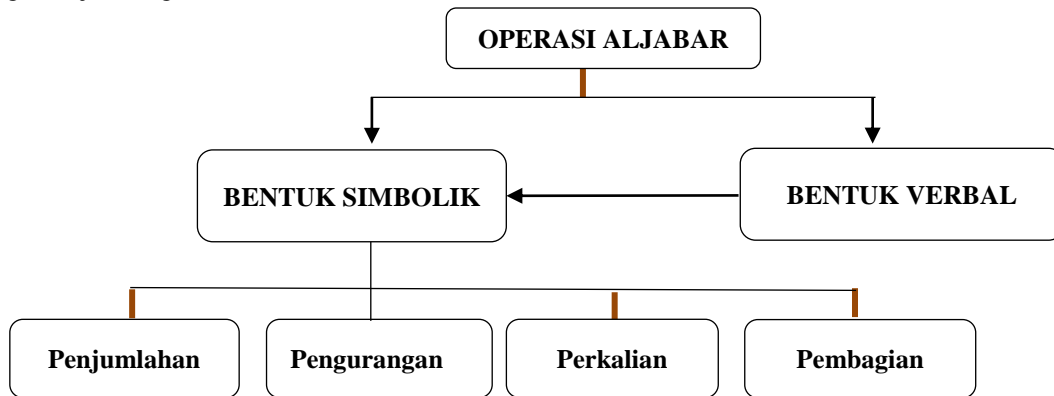 OPERASI ALJABAR
BENTUK SIMBOLIK
BENTUK VERBAL
Penjumlahan
Pengurangan
Perkalian
Pembagian